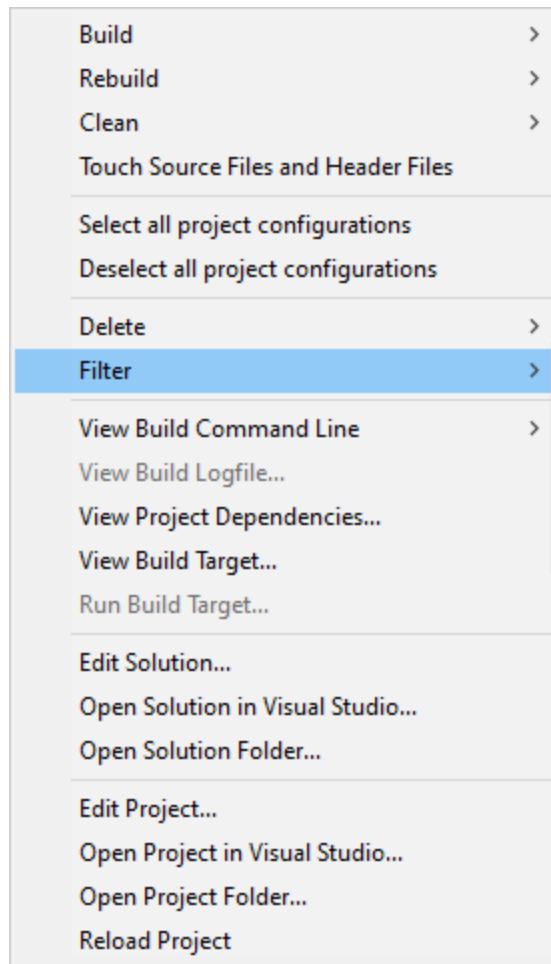 Build
Rebuild
Clean
Touch Source Files and Header Files
Select all project configurations
Deselect all project configurations
Delete
Filter
View Build Command Line
View Build Logfile...
View Project Dependencies...
View Build Target...
Run Build Target...
Edit Solution...
Open Solution in Visual Studio...
Open Solution Folder...
Edit Project...
Open Project in Visual Studio...
Open Project Folder...
Reload Project